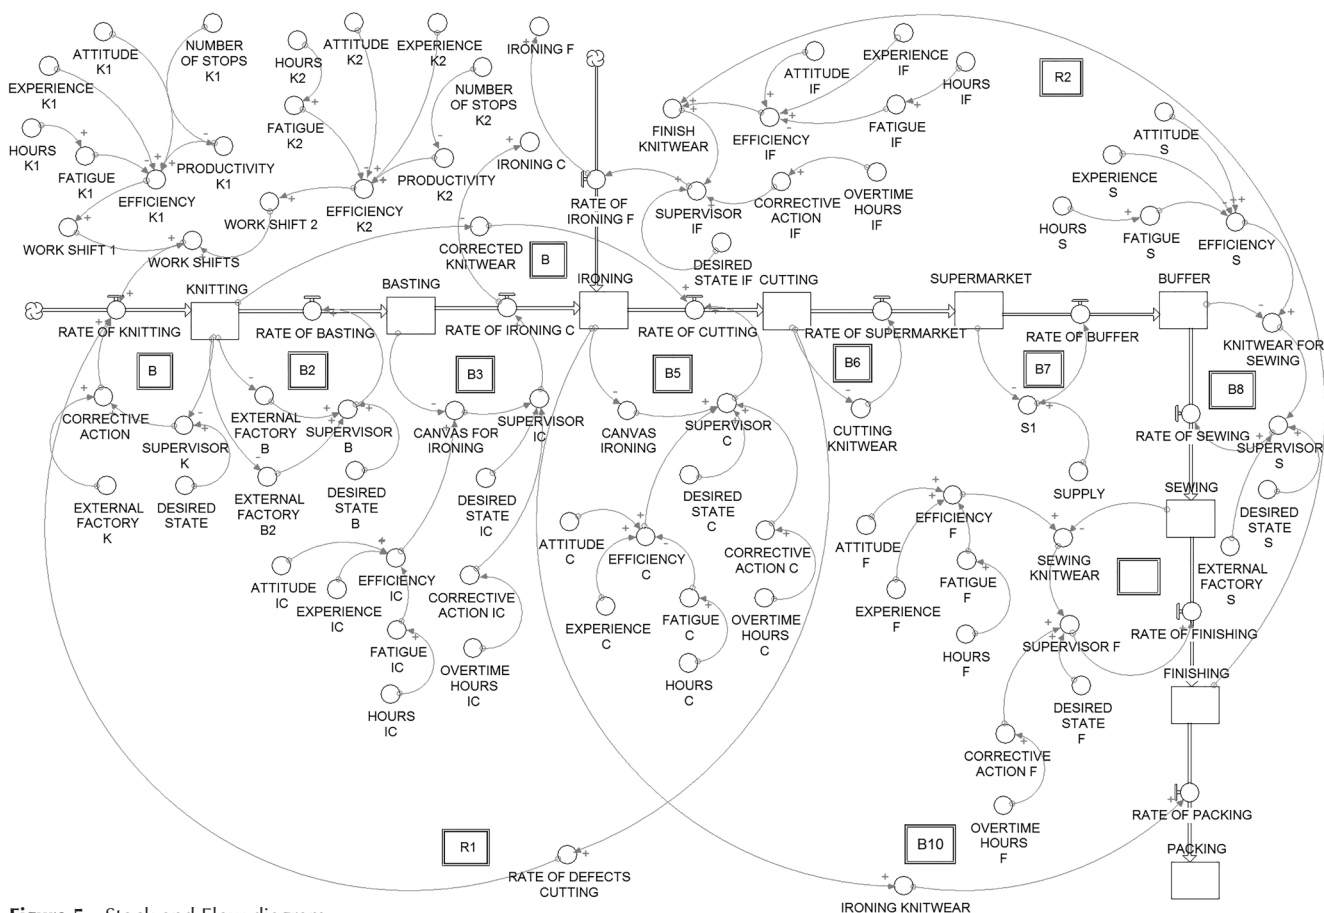 ATTITUDE
K1
NUMBER
OF STOPS
K1
EXPERIENCE
K1
HOURS
K1
FATIGUE
K1
PRODUCTIVITY
K1
EFFICIENCY
K1
WORK SHIFT 1
WORK SHIFTS
HOURS
K2
ATTITUDE
K2
EXPERIENCE
K2
NUMBER
OF STOPS
K2
FATIGUE
K2
PRODUCTIVITY
K2
EFFICIENCY
K2
WORK SHIFT 2
IRONING F
IRONING C
CORRECTED
KNITWEAR
B
RATE OF
IRONING F
FINISH
KNITWEAR
ATTITUDE
IF
EXPERIENCE
IF
HOURS
IF
EFFICIENCY
IF
FATIGUE
IF
SUPERVISOR
IF
CORRECTIVE
ACTION
IF
OVERTIME
HOURS IF
DESIRED
STATE IF
R2
ATTITUDE
S
EXPERIENCE
S
HOURS
S
FATIGUE
S
EFFICIENCY
S
KNITTING
BASTING
IRONING
CUTTING
SUPERMARKET
BUFFER
RATE OF KNITTING
RATE OF BASTING
RATE OF IRONING C
RATE OF CUTTING
RATE OF SUPERMARKET
RATE OF BUFFER
KNITWEAR FOR
SEWING
B
B2
B3
B5
B6
B7
B8
CORRECTIVE
ACTION
SUPERVISOR
K
EXTERNAL
FACTORY
K
DESIRED
STATE
EXTERNAL
FACTORY
B
SUPERVISOR
B
EXTERNAL
FACTORY
B2
DESIRED
STATE
B
CANVAS FOR
IRONING
SUPERVISOR
IC
DESIRED
STATE
IC
ATTITUDE
IC
EXPERIENCE
IC
EFFICIENCY
IC
FATIGUE
IC
HOURS
IC
CORRECTIVE
ACTION IC
OVERTIME
HOURS
IC
CANVAS
IRONING
SUPERVISOR
C
DESIRED
STATE
C
ATTITUDE
C
EFFICIENCY
C
EXPERIENCE
C
FATIGUE
C
HOURS
C
CORRECTIVE
ACTION C
OVERTIME
HOURS
C
CUTTING
KNITWEAR
S1
SUPPLY
RATE OF SEWING
SUPERVISOR
S
DESIRED
STATE
S
EXTERNAL
FACTORY
S
SEWING
ATTITUDE
F
EFFICIENCY
F
EXPERIENCE
F
FATIGUE
F
HOURS
F
SEWING
KNITWEAR
SUPERVISOR F
DESIRED
STATE
F
CORRECTIVE
ACTION F
OVERTIME
HOURS
F
RATE OF FINISHING
FINISHING
RATE OF PACKING
PACKING
R1
B10
RATE OF DEFECTS
CUTTING
IRONING KNITWEAR
Figure 5. Stock and Flow diagram